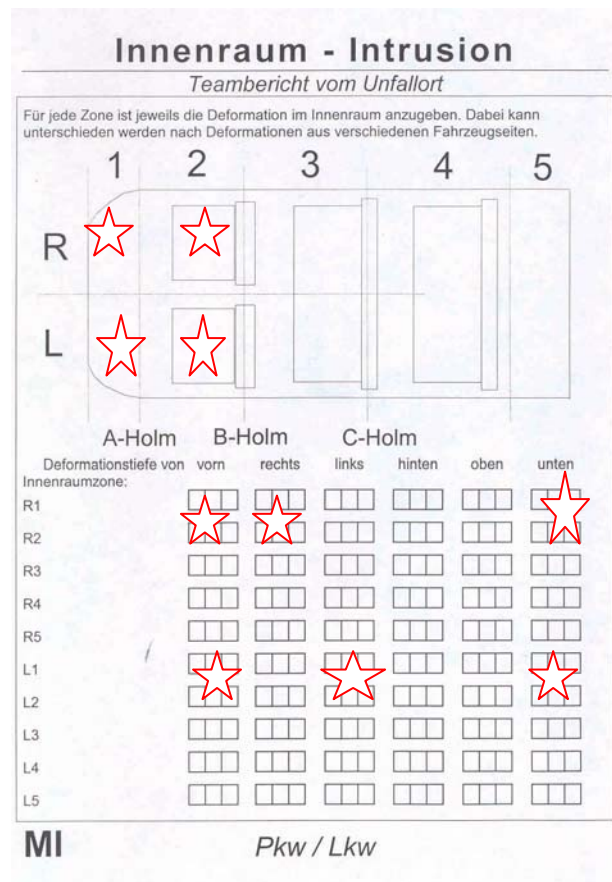 Innenraum - Intrusion
Teambericht vom Unfallort
Für jede Zone ist jeweils die Deformation im Innenraum anzugeben. Dabei kann
unterschieden werden nach Deformationen aus verschiedenen Fahrzeugseiten.
1 2 3 4 5
R
L
A-Holm B-Holm C-Holm
Deformationstiefe von vorn rechts links hinten oben unten
Innenraumzone:
R1
R2
R3
R4
R5
L1
L2
L3
L4
L5
MI Pkw / Lkw